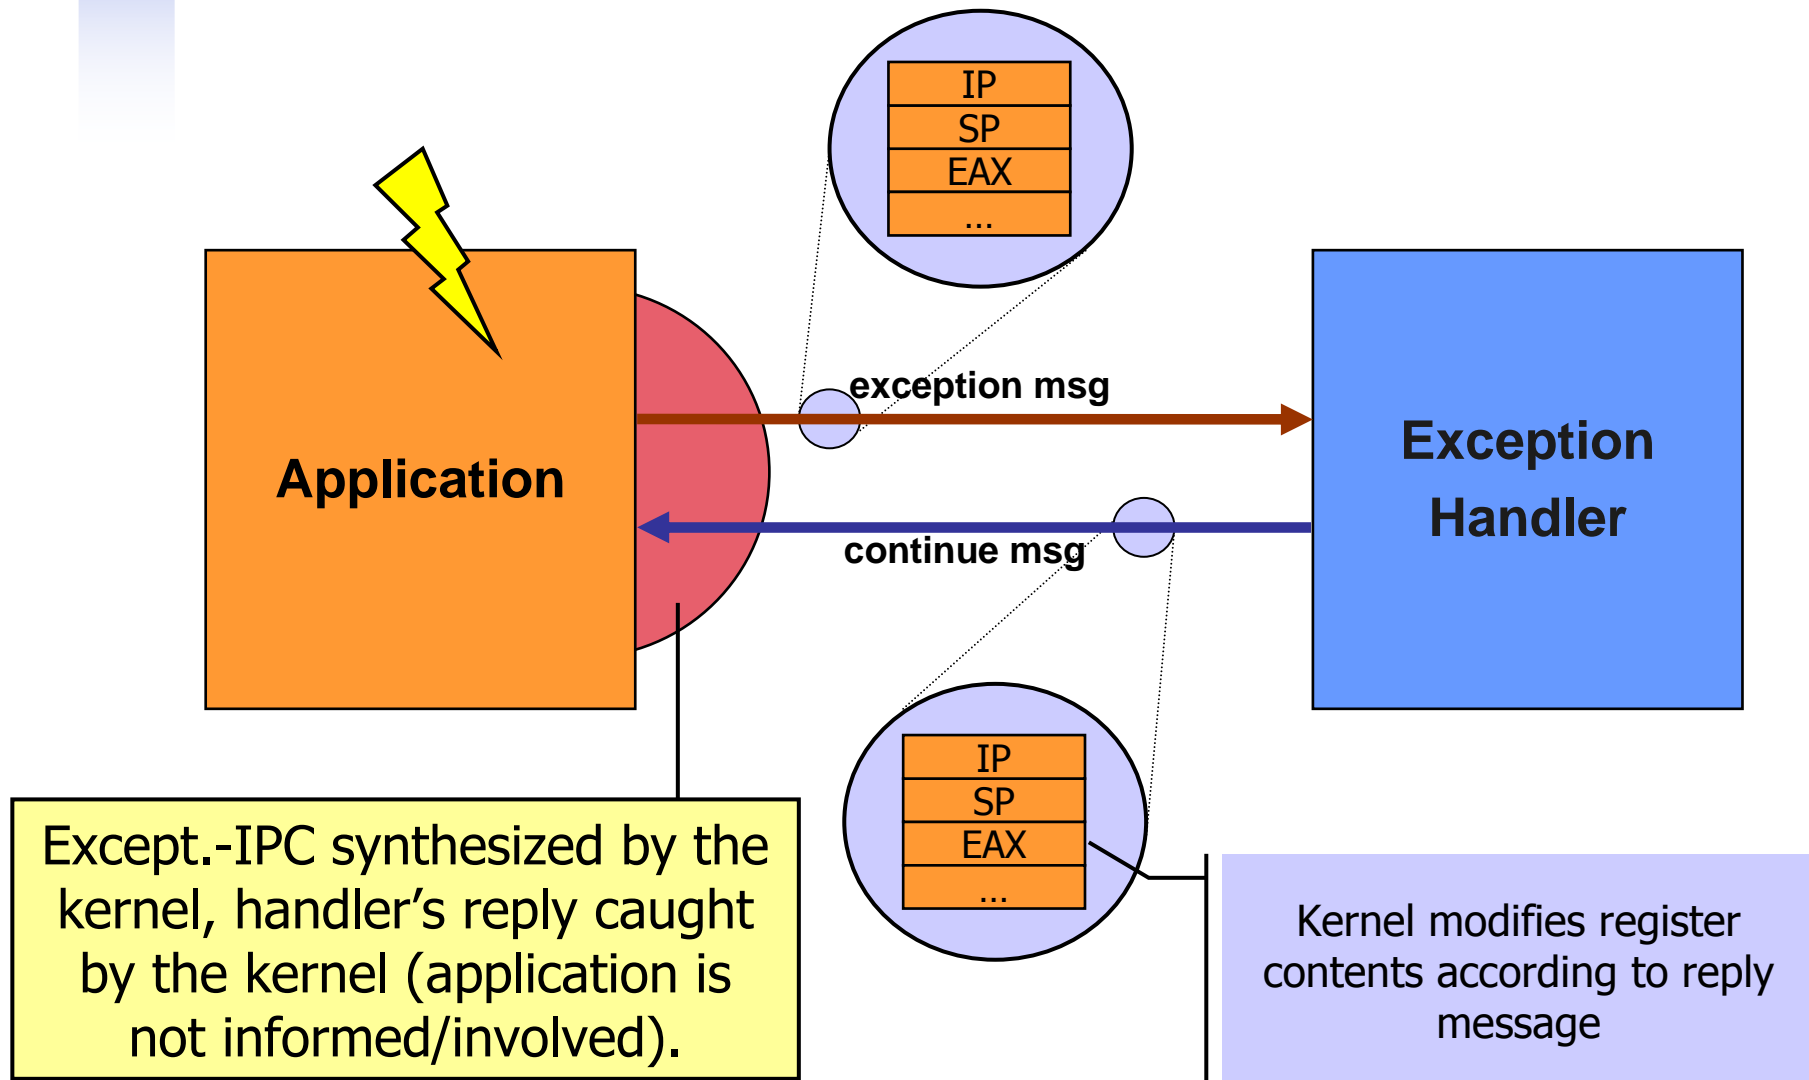 IP
SP
EAX
...
exception msg
Application
Exception
Handler
continue msg
IP
SP
EAX
...
Except.-IPC synthesized by the
kernel, handler’s reply caught
by the kernel (application is
not informed/involved).
Kernel modifies register
contents according to reply
message